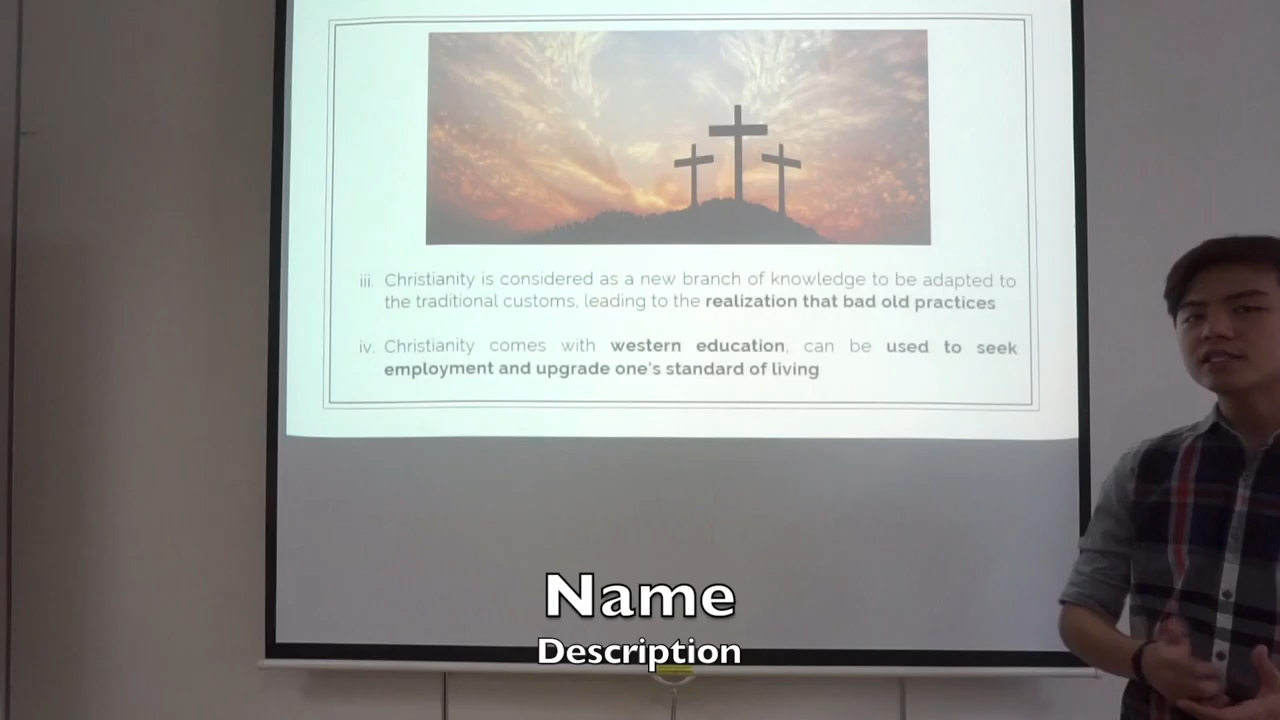 iii. Christianity is considered as a new branch of knowledge to be adapted to
the traditional customs, leading to the realization that bad old practices
iv. Christianity comes with western education, can be used to seek
employment and upgrade one's standard of living
Name
Description